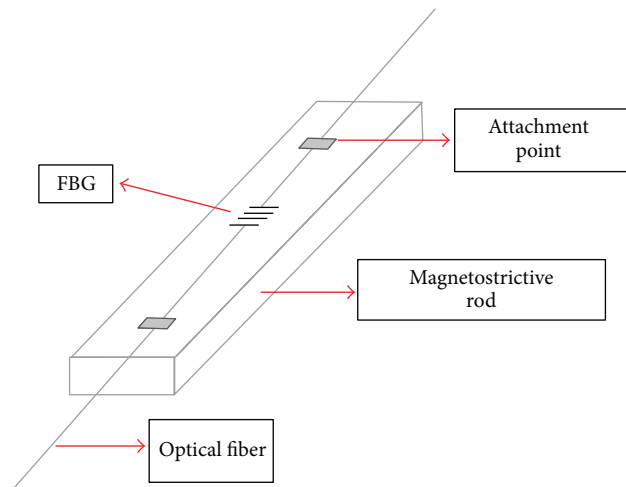 Attachment
point
FBG
Magnetostrictive
rod
Optical fiber